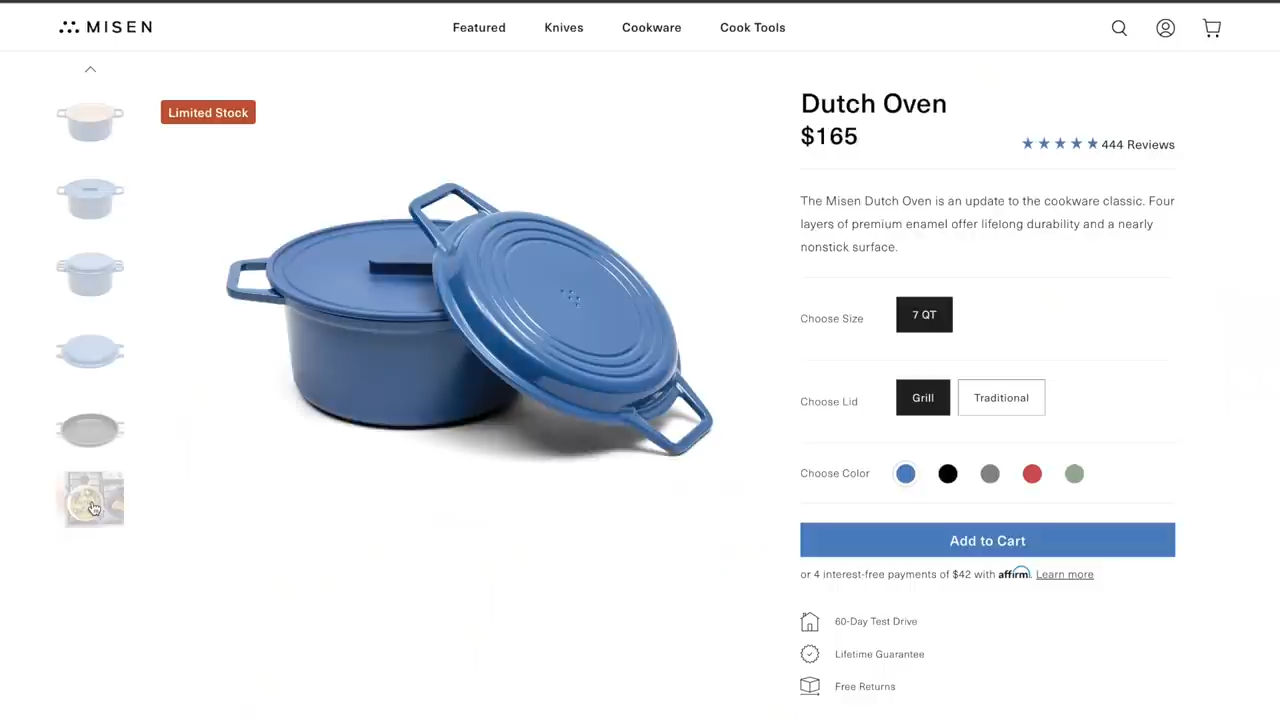 MISEN
Featured
Knives
Cookware
Cook Tools
Limited Stock
Dutch Oven
$165
444 Reviews
The Misen Dutch Oven is an update to the cookware classic. Four
layers of premium enamel offer lifelong durability and a nearly
nonstick surface.
Choose Size
7 QT
Choose Lid
Grill
Traditional
Choose Color
Add to Cart
or 4 interest-free payments of $42 with affirm. Learn more
60-Day Test Drive
Lifetime Guarantee
Free Returns